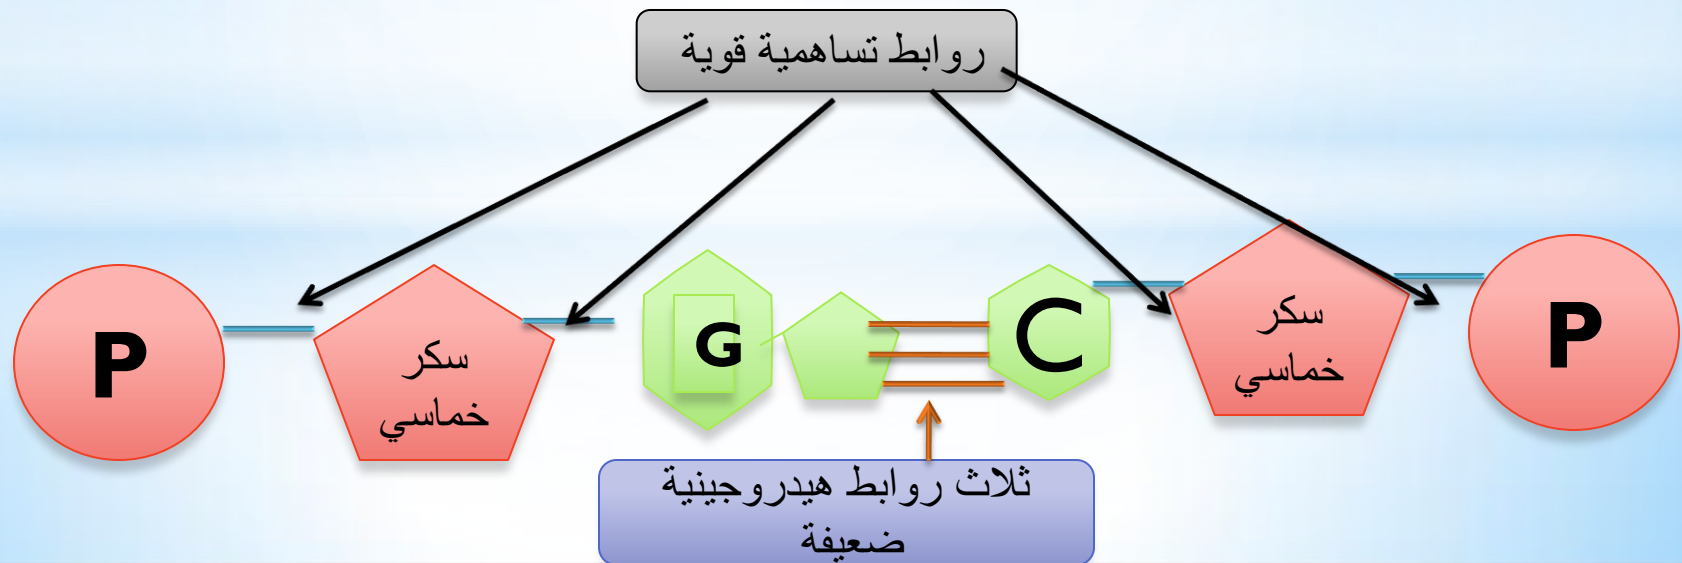 روابط تساهمية قوية
P
سكر
خماسي
G
C
سكر
خماسي
P
ثلاث روابط هيدروجينية
ضعيفة